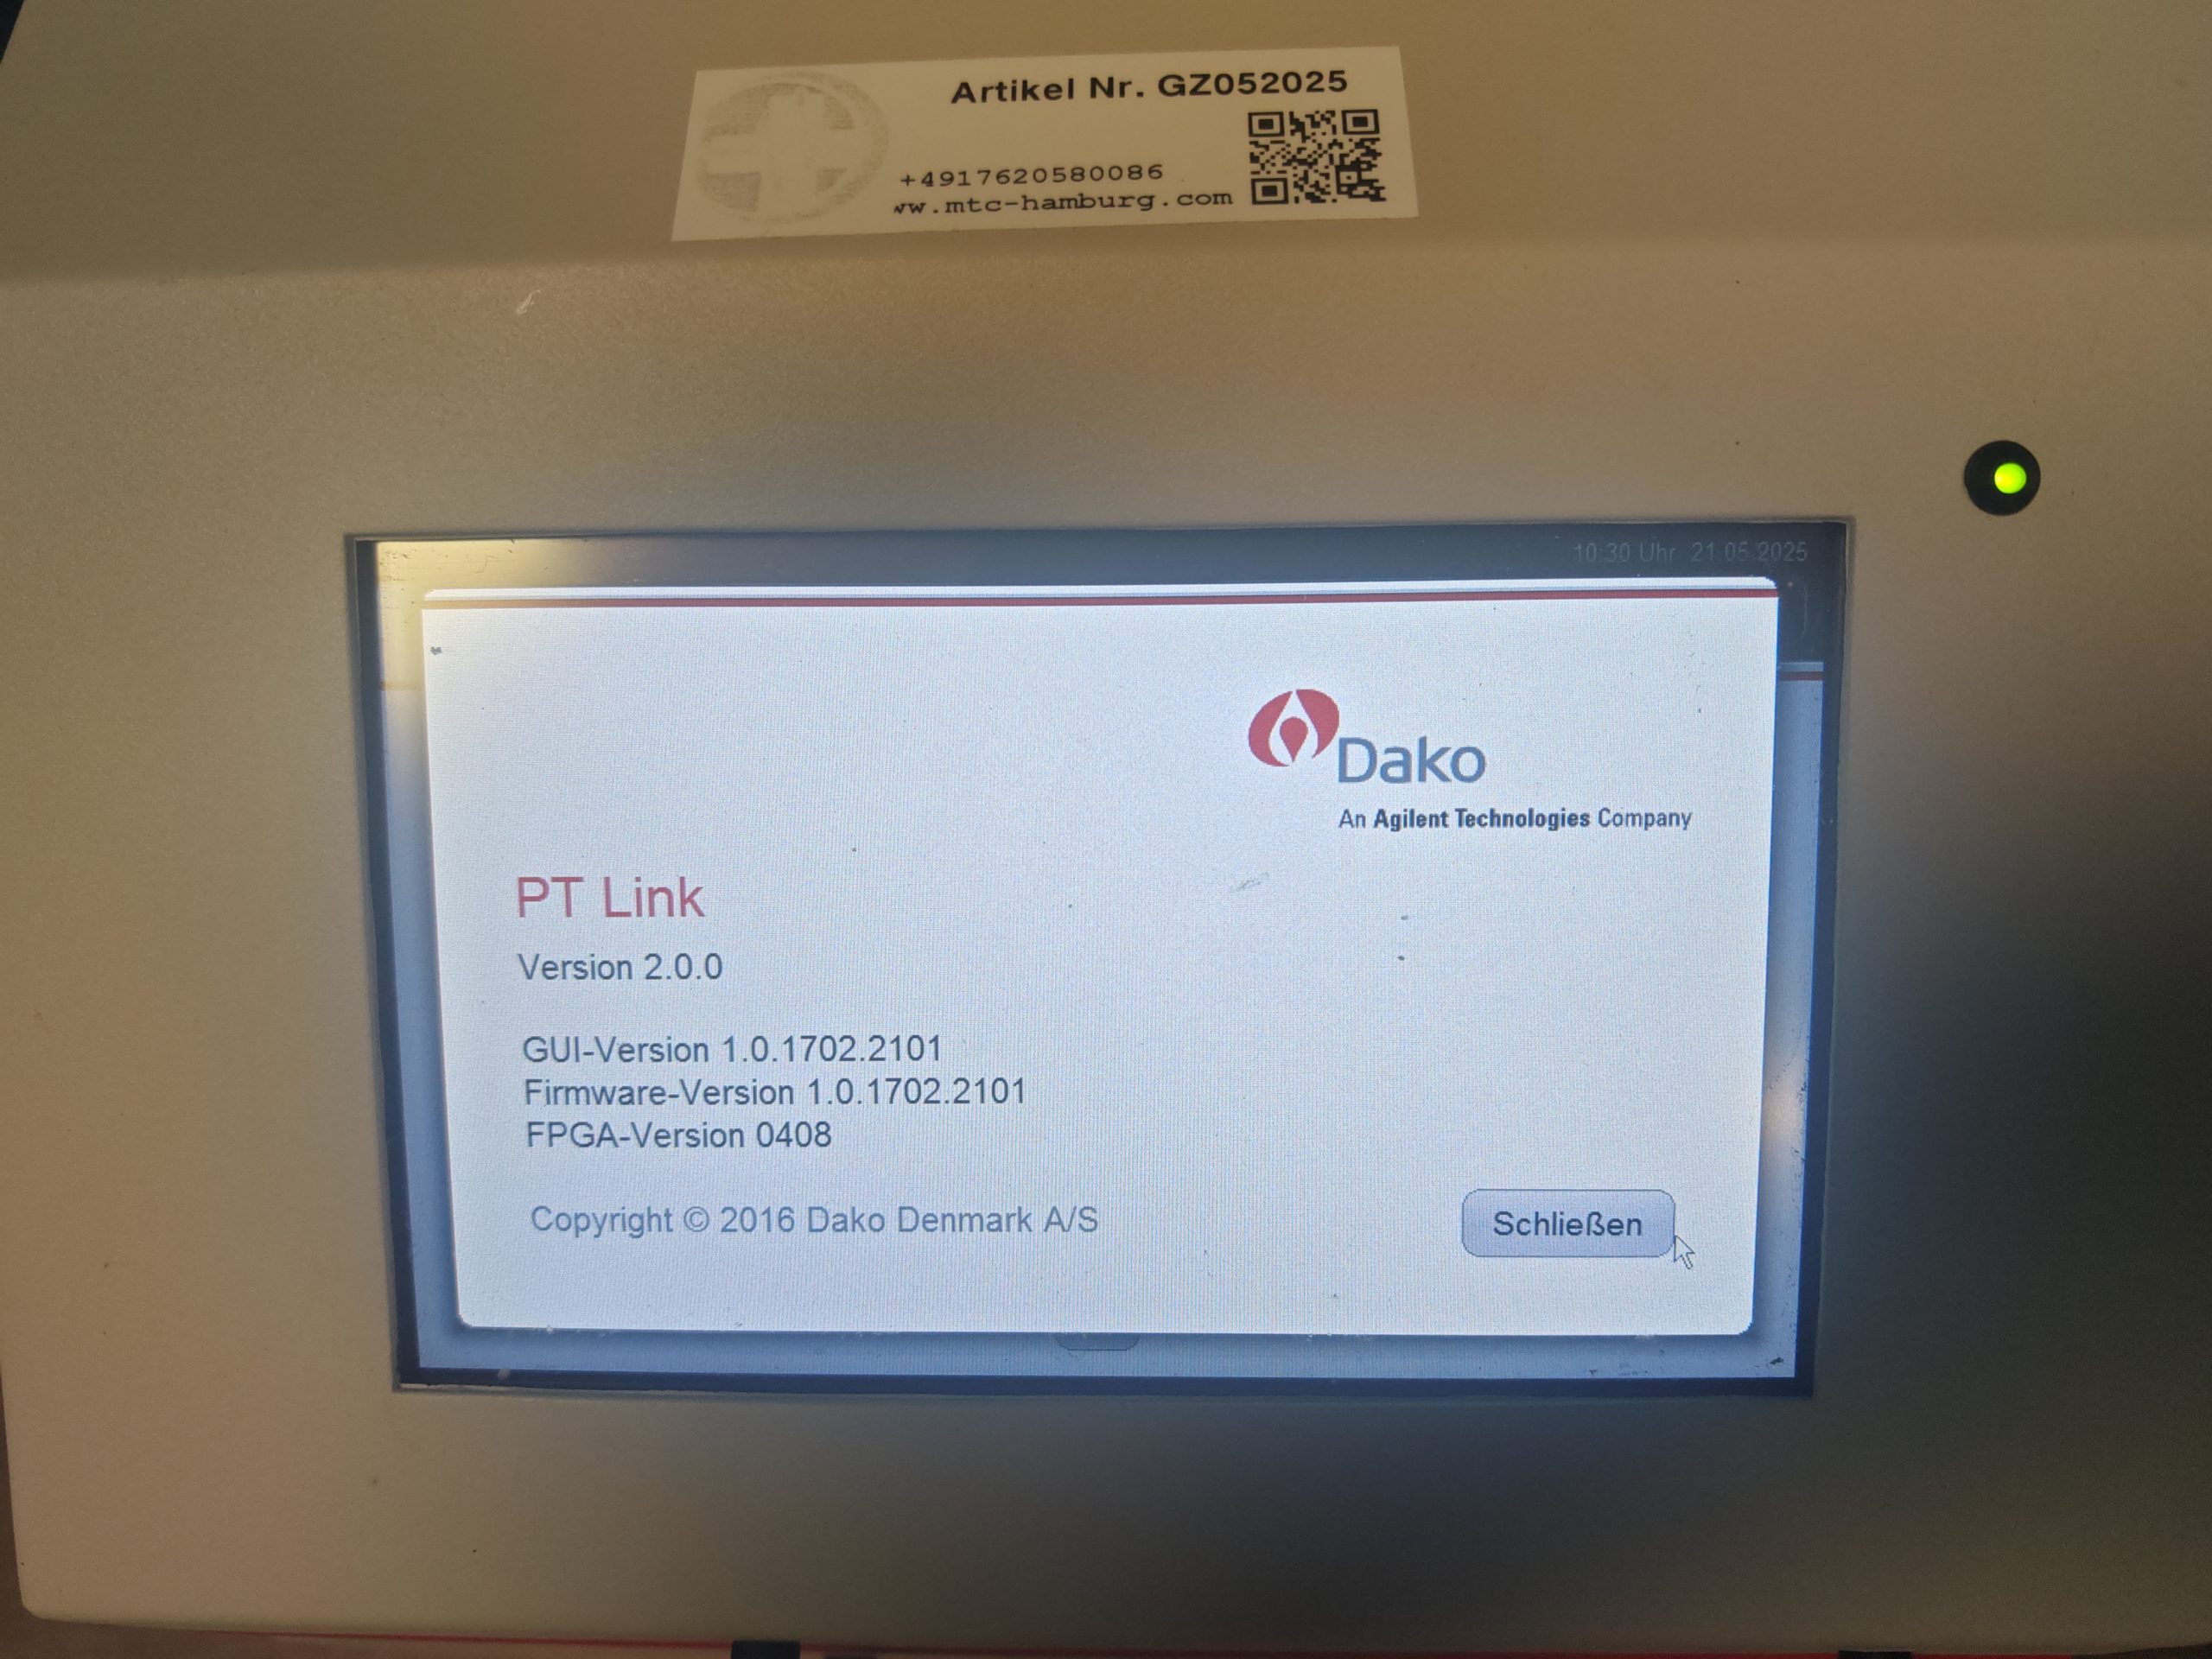 Artikel Nr. GZ052025
+4917620580086
ww.mtc-hamburg.com
10:30 Uhr 21.05.2025
Dako
An Agilent Technologies Company
PT Link
Version 2.0.0
GUI-Version 1.0.1702.2101
Firmware-Version 1.0.1702.2101
FPGA-Version 0408
Copyright © 2016 Dako Denmark A/S
Schließen